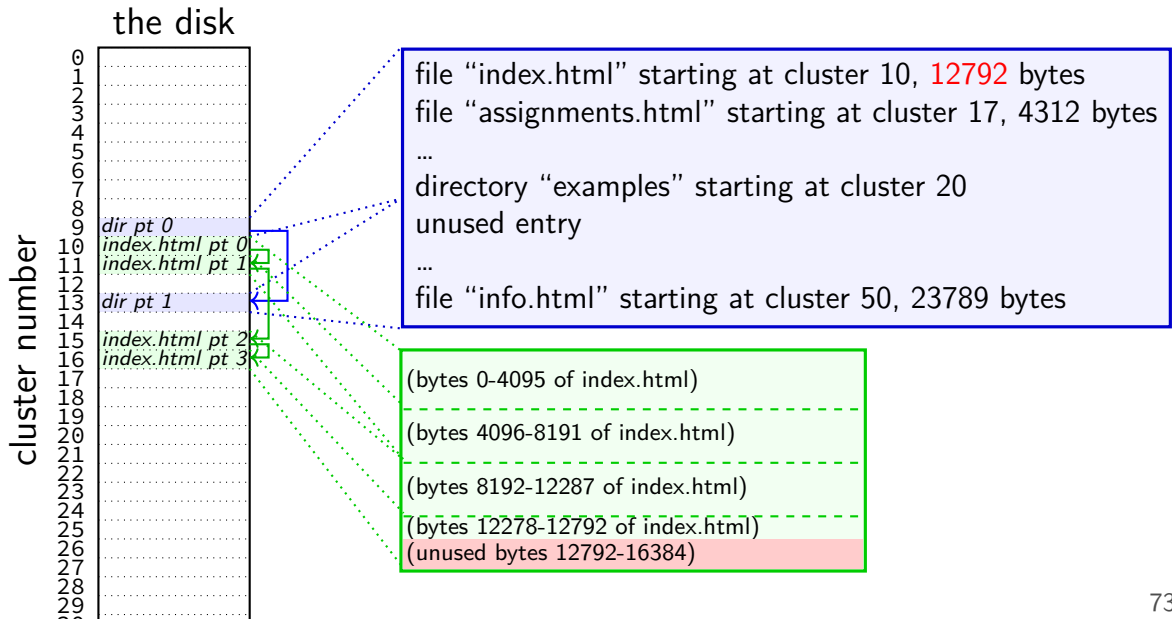 the disk
cluster number
0
1
2
3
4
5
6
7
8
9
10
11
12
13
14
15
16
17
18
19
20
21
22
23
24
25
26
27
28
29
dir pt 0
index.html pt 0
index.html pt 1
dir pt 1
index.html pt 2
index.html pt 3
file “index.html” starting at cluster 10, 12792 bytes
file “assignments.html” starting at cluster 17, 4312 bytes
...
directory “examples” starting at cluster 20
unused entry
...
file “info.html” starting at cluster 50, 23789 bytes
(bytes 0-4095 of index.html)
(bytes 4096-8191 of index.html)
(bytes 8192-12287 of index.html)
(bytes 12278-12792 of index.html)
(unused bytes 12792-16384)
73